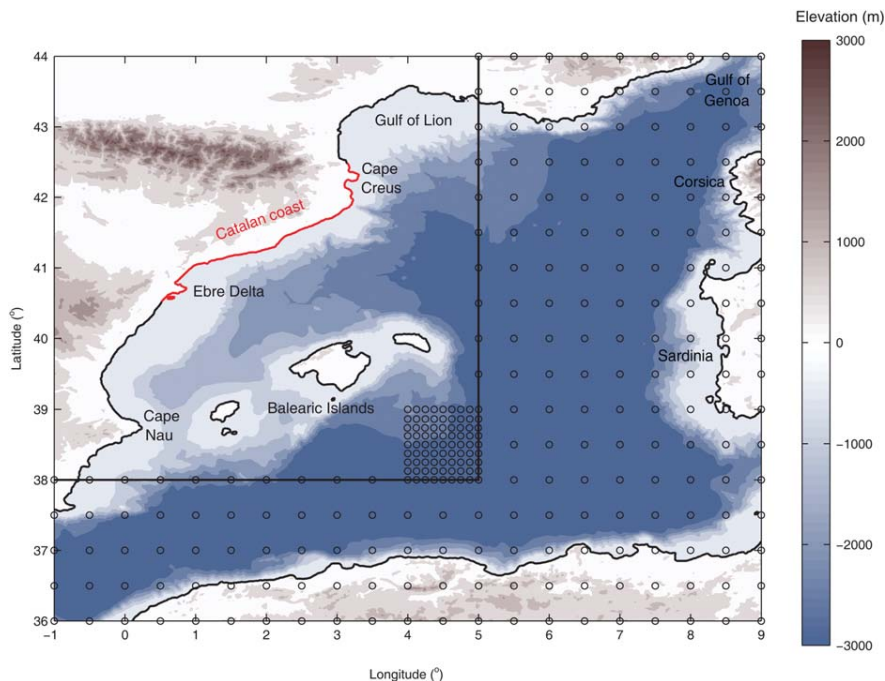 Elevation (m)
3000
2000
1000
0
−1000
−2000
−3000
44
43
42
41
40
39
38
37
36
Latitude (°)
Gulf of
Genoa
Gulf of Lion
Cape
Creus
Corsica
Catalan coast
Ebre Delta
Sardinia
Balearic Islands
Cape
Nau
−1
0
1
2
3
4
5
6
7
8
9
Longitude (°)